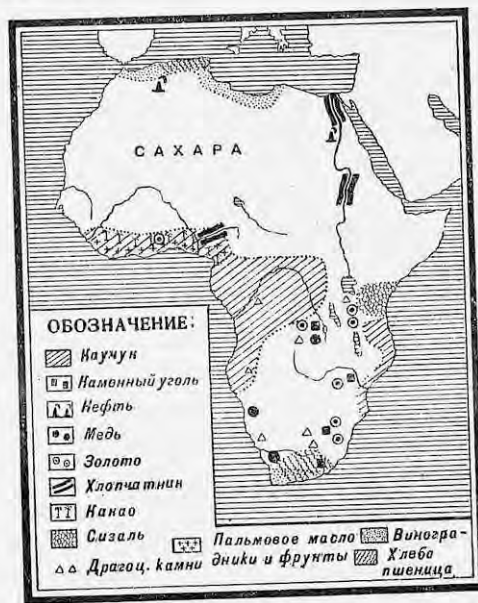 САХАРА
ОБОЗНАЧЕНИЕ:
Каучук
Каменный уголь
Нефть
Медь
Золото
Хлопчатник
Какао
Сизаль
Драгоц. камни
Пальмовое масло
Виногра-
дники и фрукты
Хлеба
пшеница